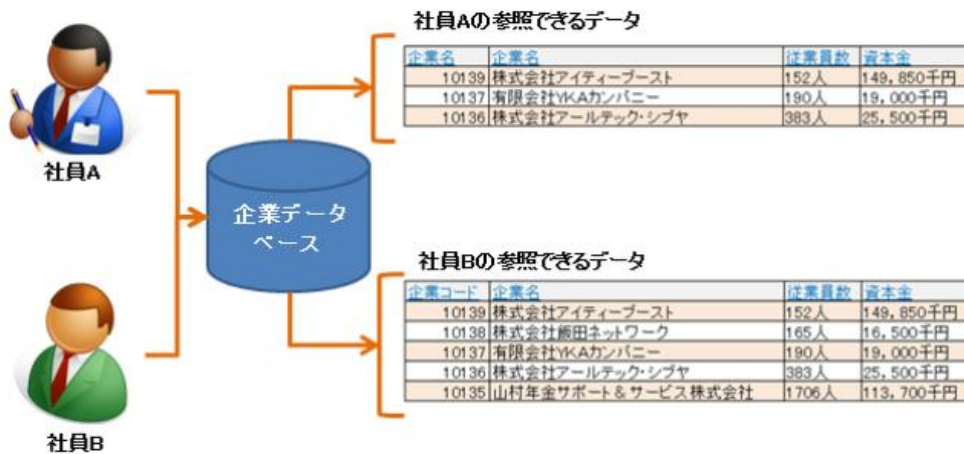 社員Aの参照できるデータ
企業名 企業名 従業員数 資本金
10139 株式会社アイティーブースト 152人 149,850千円
10137 有限会社YKAカンパニー 190人 19,000千円
10136 株式会社アールテック・シブヤ 383人 25,500千円
社員A
企業データ
ベース
社員Bの参照できるデータ
企業コード 企業名 従業員数 資本金
10139 株式会社アイティーブースト 152人 149,850千円
10138 株式会社飯田ネットワーク 165人 16,500千円
10137 有限会社YKAカンパニー 190人 19,000千円
10136 株式会社アールテック・シブヤ 383人 25,500千円
10135 山村年金サポート&サービス株式会社 1706人 113,700千円
社員B